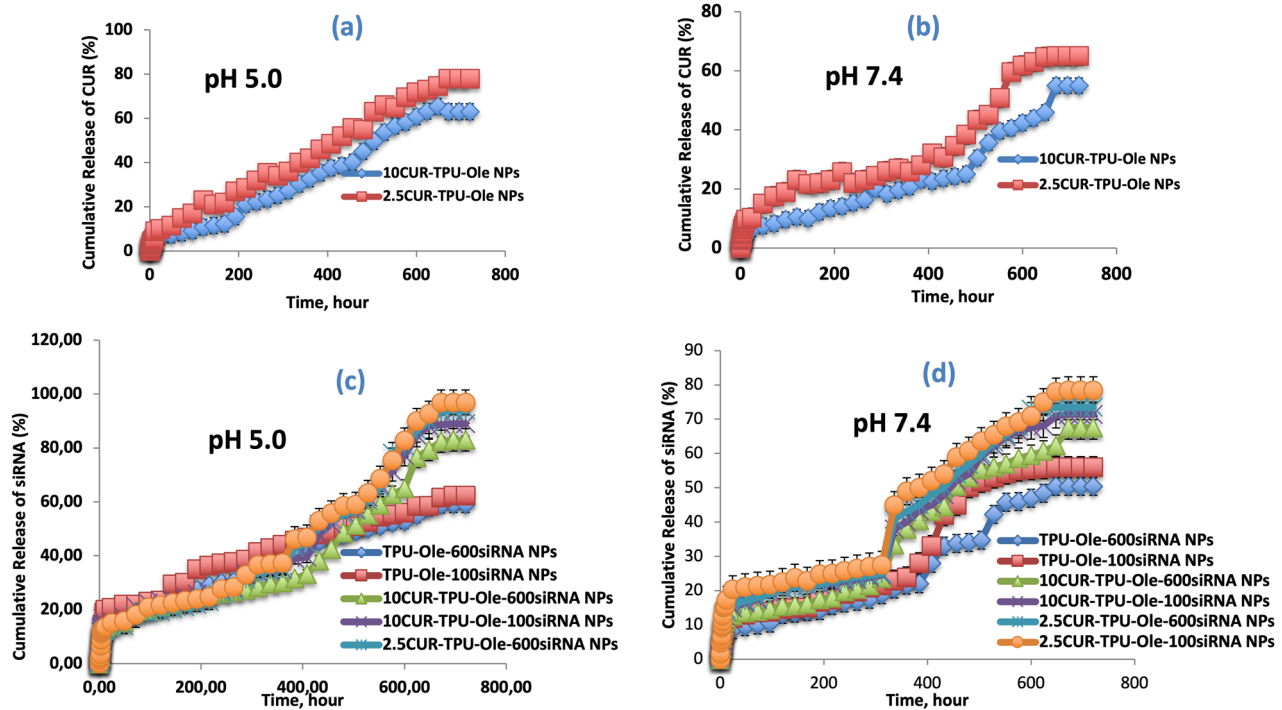 (a)
pH 5.0
Cumulative Release of CUR (%)
100
80
60
40
20
0
0 200 400 600 800
Time, hour
10CUR-TPU-Ole NPs
2.5CUR-TPU-Ole NPs
(b)
pH 7.4
Cumulative Release of CUR (%)
80
60
40
20
0
0 200 400 600 800
Time, hour
10CUR-TPU-Ole NPs
2.5CUR-TPU-Ole NPs
(c)
pH 5.0
Cumulative Release of siRNA (%)
120,00
100,00
80,00
60,00
40,00
20,00
0,00
0,00 200,00 400,00 600,00 800,00
Time, hour
TPU-Ole-600siRNA NPs
TPU-Ole-100siRNA NPs
10CUR-TPU-Ole-600siRNA NPs
10CUR-TPU-Ole-100siRNA NPs
2.5CUR-TPU-Ole-600siRNA NPs
(d)
pH 7.4
Cumulative Release of siRNA (%)
90
80
70
60
50
40
30
20
10
0
0 200 400 600 800
Time, hour
TPU-Ole-600siRNA NPs
TPU-Ole-100siRNA NPs
10CUR-TPU-Ole-600siRNA NPs
10CUR-TPU-Ole-100siRNA NPs
2.5CUR-TPU-Ole-600siRNA NPs
2.5CUR-TPU-Ole-100siRNA NPs